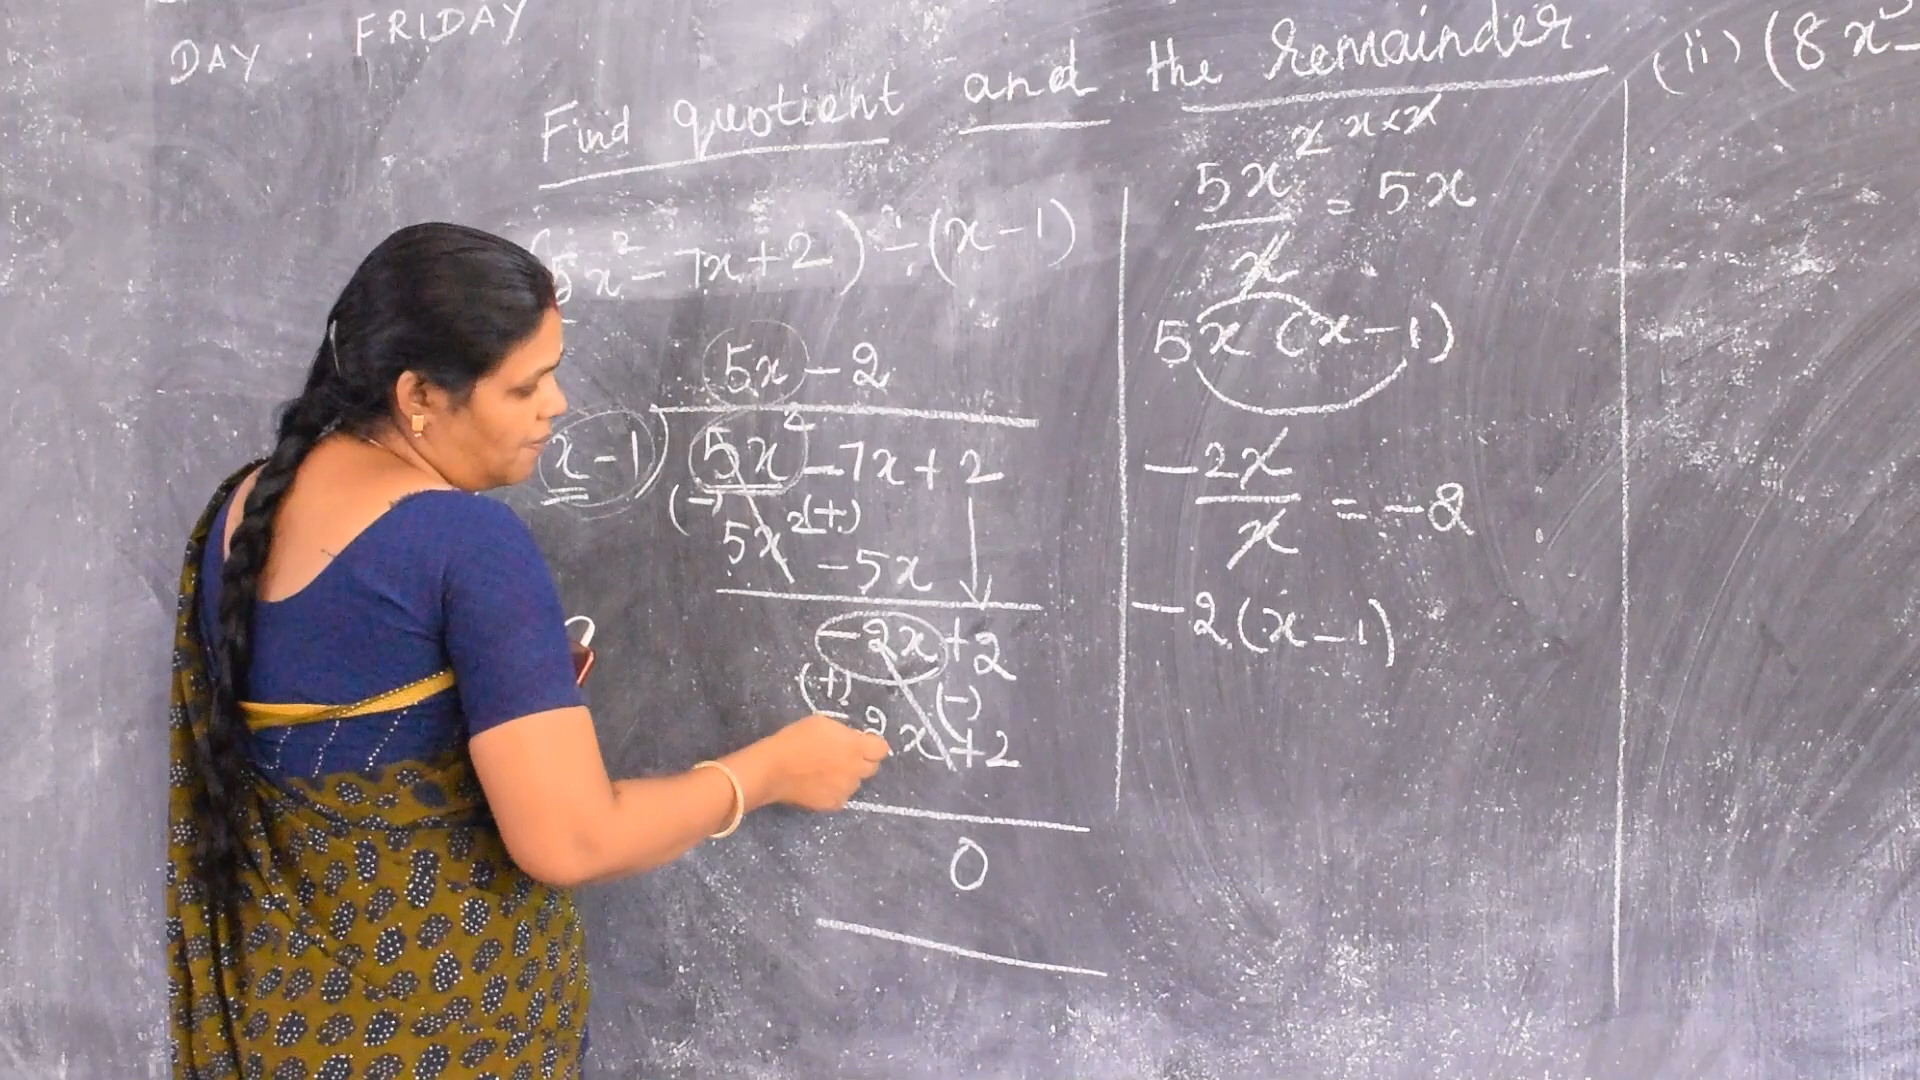 DAY : FRIDAY
Find quotient and the remainder.
(5x² - 7x + 2) ÷ (x - 1)
5x - 2
x - 1) 5x² - 7x + 2
(-) (+)
5x² - 5x
-2x + 2
(+) (-)
-2x + 2
0
x × x
5x²/x = 5x
5x (x - 1)
-2x/x = -2
-2 (x - 1)
(ii) (8x